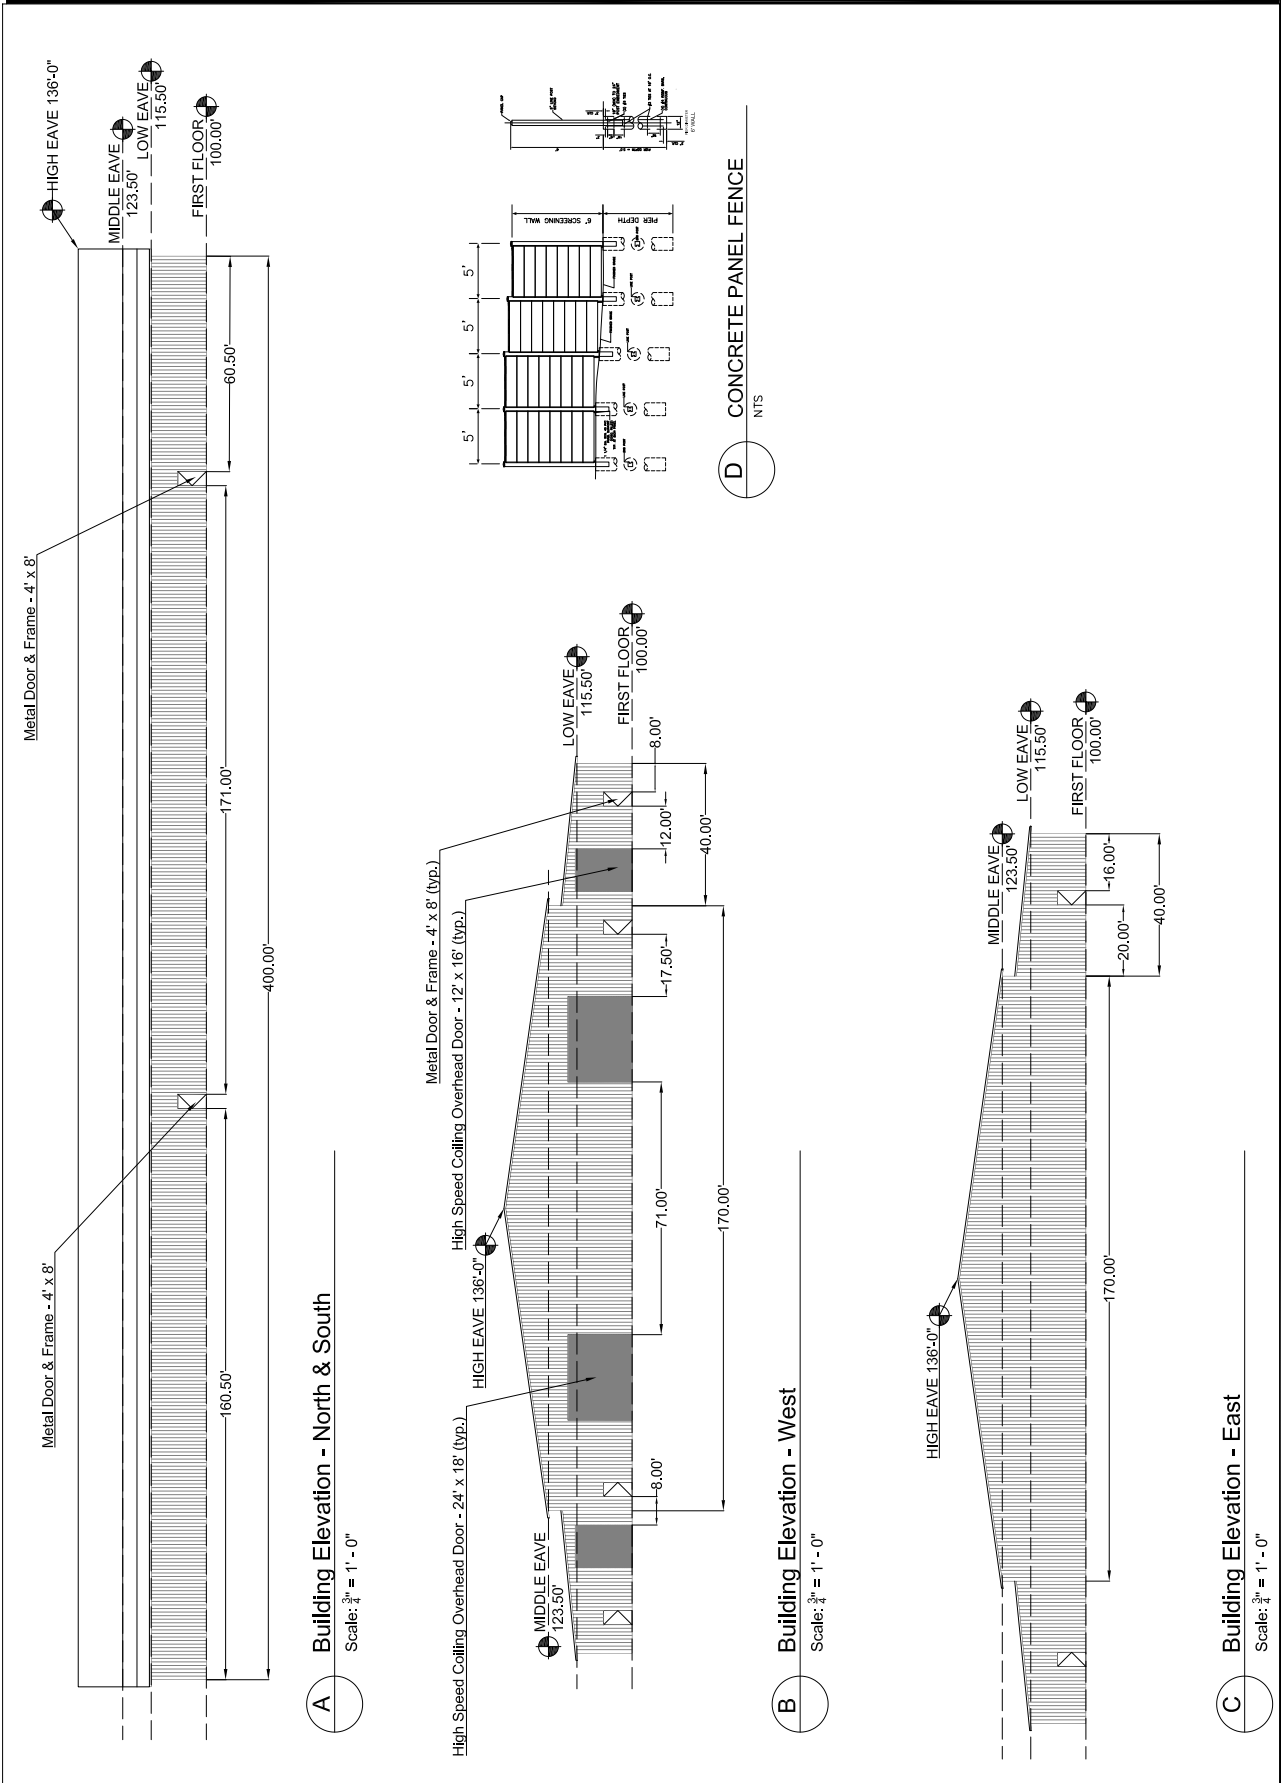 HIGH EAVE 136'-0"
MIDDLE EAVE
123.50'
LOW EAVE
115.50'
FIRST FLOOR
100.00'
Metal Door & Frame - 4' x 8'
Metal Door & Frame - 4' x 8'
160.50'
171.00'
60.50'
400.00'
A
Building Elevation - North & South
Scale: 3/4" = 1' - 0"
High Speed Coiling Overhead Door - 24' x 18' (typ.)
High Speed Coiling Overhead Door - 12' x 16' (typ.)
Metal Door & Frame - 4' x 8' (typ.)
HIGH EAVE 136'-0"
MIDDLE EAVE
123.50'
LOW EAVE
115.50'
FIRST FLOOR
100.00'
8.00'
71.00'
17.50'
12.00'
8.00'
170.00'
40.00'
B
Building Elevation - West
Scale: 3/4" = 1' - 0"
5'
5'
5'
5'
6' SCREENING WALL
PIER DEPTH
D
CONCRETE PANEL FENCE
NTS
HIGH EAVE 136'-0"
MIDDLE EAVE
123.50'
LOW EAVE
115.50'
FIRST FLOOR
100.00'
170.00'
20.00'
16.00'
40.00'
C
Building Elevation - East
Scale: 3/4" = 1' - 0"